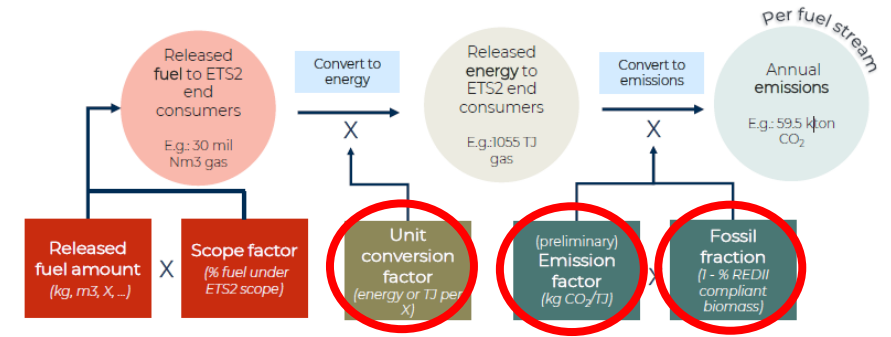 Per fuel stream
Released
fuel to ETS2
end
consumers
E.g.: 30 mil
Nm3 gas
Convert to
energy
X
Released
energy to
ETS2 end
consumers
E.g.:1055 TJ
gas
Convert to
emissions
X
Annual
emissions
E.g.: 59.5 kton
CO₂
Released
fuel amount
(kg, m3, X, ...)
X
Scope factor
(% fuel under
ETS2 scope)
Unit
conversion
factor
(energy or TJ per
X)
(preliminary)
Emission
factor
(kg CO₂/TJ)
X
Fossil
fraction
(1 - % REDII
compliant
biomass)